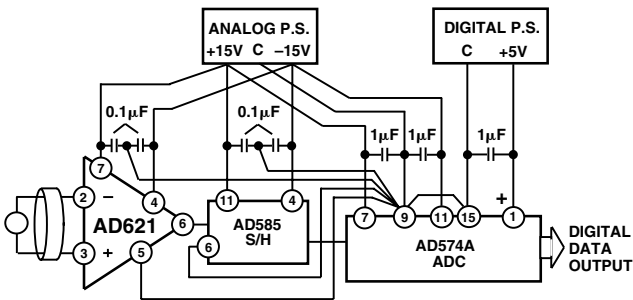 ANALOG P.S.
+15V C –15V
DIGITAL P.S.
C +5V
0.1µF
0.1µF
1µF
1µF
1µF
7
2
–
4
AD621
6
3
+
5
11
4
AD585
S/H
6
7
9
11
15
+
1
AD574A
ADC
DIGITAL
DATA
OUTPUT